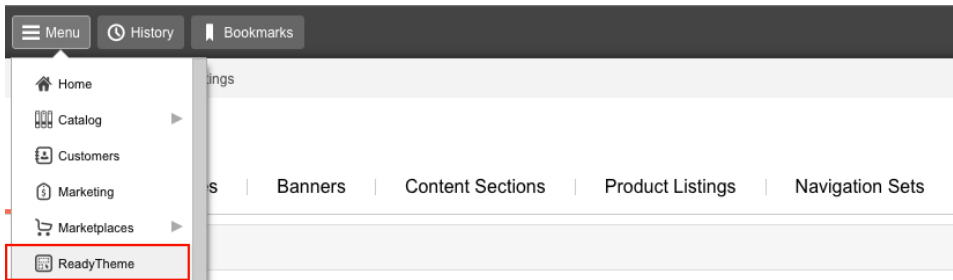 Menu History Bookmarks
Home
Catalog
Customers
Marketing
Marketplaces
ReadyTheme
Banners Content Sections Product Listings Navigation Sets